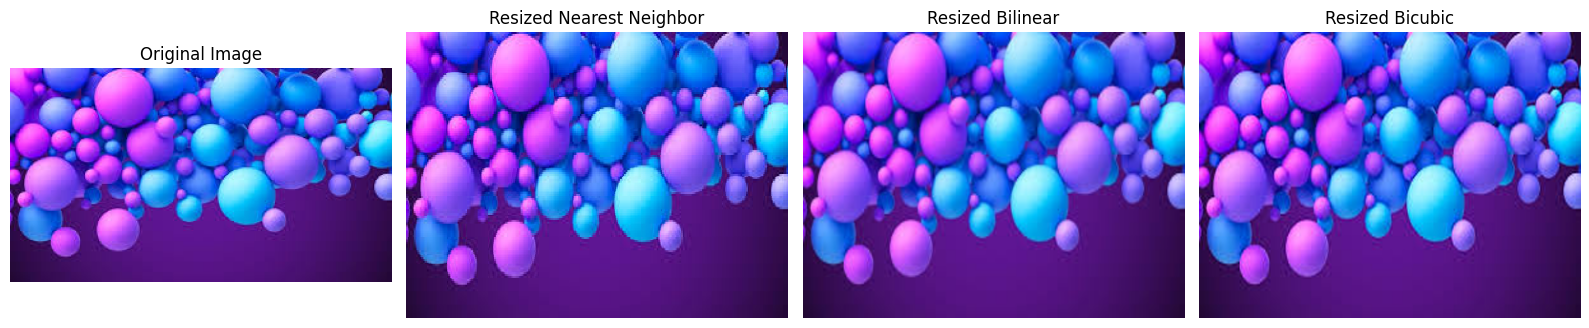 Original Image
Resized Nearest Neighbor
Resized Bilinear
Resized Bicubic